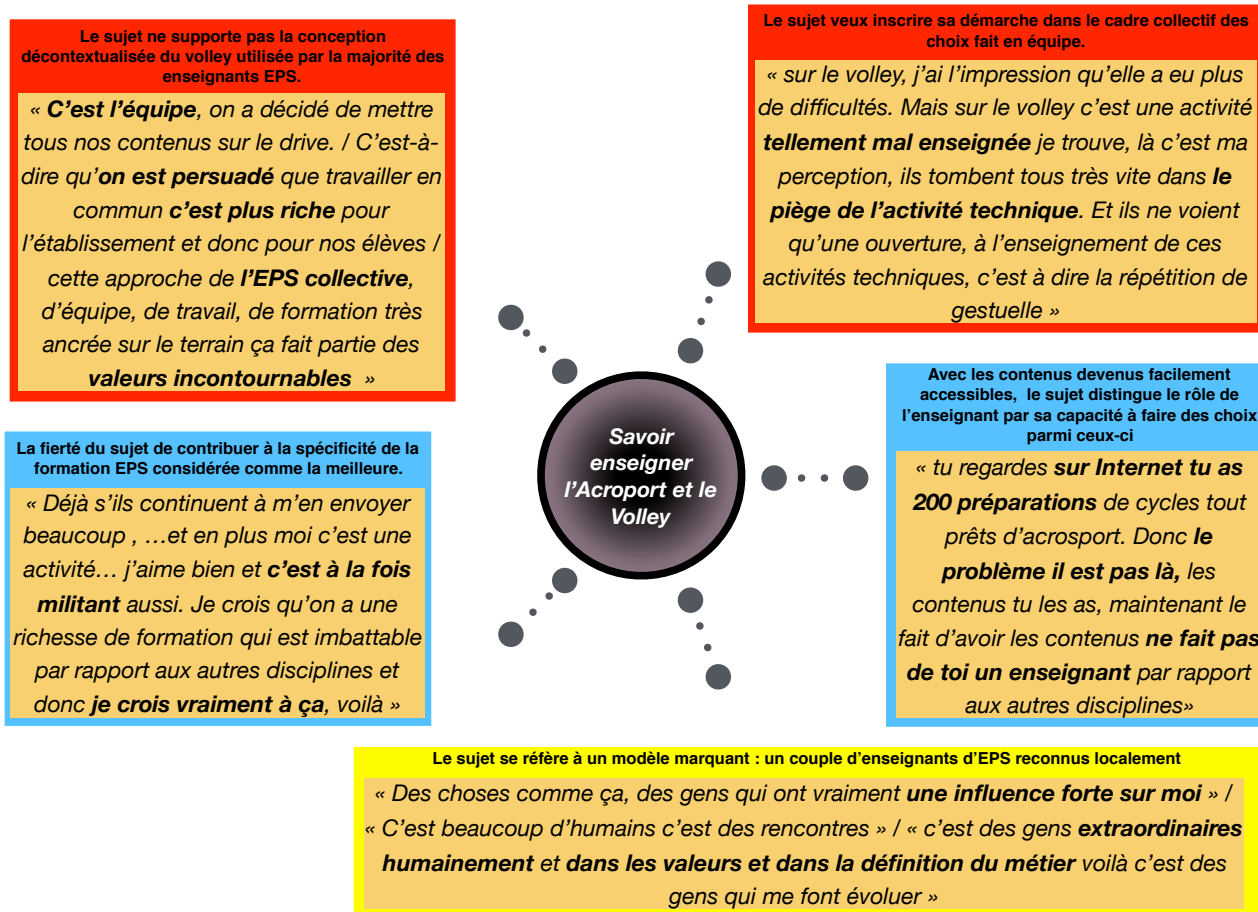 Le sujet ne supporte pas la conception
décontextualisée du volley utilisée par la majorité des
enseignants EPS.
« C’est l’équipe, on a décidé de mettre
tous nos contenus sur le drive. / C’est-à-
dire qu’on est persuadé que travailler en
commun c’est plus riche pour
l’établissement et donc pour nos élèves /
cette approche de l’EPS collective,
d’équipe, de travail, de formation très
ancrée sur le terrain ça fait partie des
valeurs incontournables »
Le sujet veux inscrire sa démarche dans le cadre collectif des
choix fait en équipe.
« sur le volley, j’ai l’impression qu’elle a eu plus
de difficultés. Mais sur le volley c’est une activité
tellement mal enseignée je trouve, là c’est ma
perception, ils tombent tous très vite dans le
piège de l’activité technique. Et ils ne voient
qu’une ouverture, à l’enseignement de ces
activités techniques, c’est à dire la répétition de
gestuelle »
La fierté du sujet de contribuer à la spécificité de la
formation EPS considérée comme la meilleure.
« Déjà s’ils continuent à m’en envoyer
beaucoup , …et en plus moi c’est une
activité… j’aime bien et c’est à la fois
militant aussi. Je crois qu’on a une
richesse de formation qui est imbattable
par rapport aux autres disciplines et
donc je crois vraiment à ça, voilà »
Savoir
enseigner
l’Acroport et le
Volley
Avec les contenus devenus facilement
accessibles, le sujet distingue le rôle de
l’enseignant par sa capacité à faire des choix
parmi ceux-ci
« tu regardes sur Internet tu as
200 préparations de cycles tout
prêts d’acrosport. Donc le
problème il est pas là, les
contenus tu les as, maintenant le
fait d’avoir les contenus ne fait pas
de toi un enseignant par rapport
aux autres disciplines»
Le sujet se réfère à un modèle marquant : un couple d’enseignants d’EPS reconnus localement
« Des choses comme ça, des gens qui ont vraiment une influence forte sur moi » /
« C’est beaucoup d’humains c’est des rencontres » / « c’est des gens extraordinaires
humainement et dans les valeurs et dans la définition du métier voilà c’est des
gens qui me font évoluer »